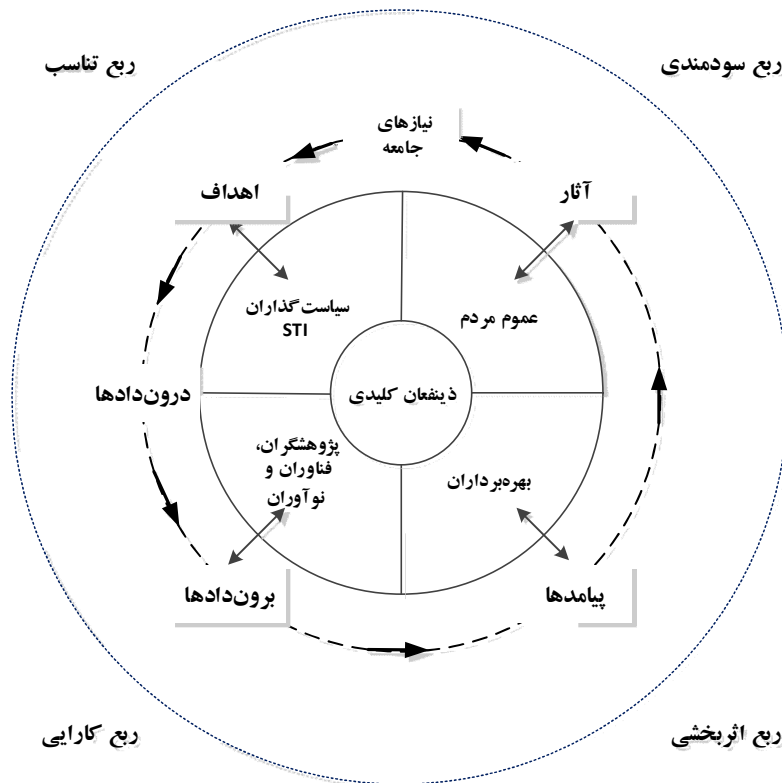 ربع سودمندی
ربع تناسب
نیازهای
جامعه
آثار
اهداف
عموم مردم
سیاست‌گذاران
STI
ذینفعان کلیدی
درون‌دادها
بهره‌برداران
پژوهشگران،
فناوران و
نوآوران
پیامدها
برون‌دادها
ربع اثربخشی
ربع کارایی